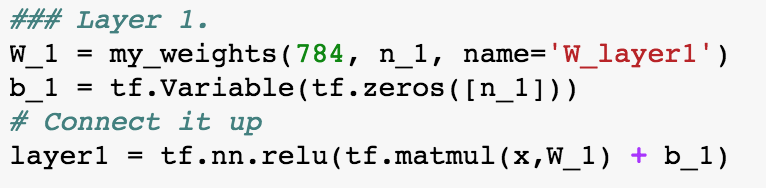 ### Layer 1.
W_1 = my_weights(784, n_1, name='W_layer1')
b_1 = tf.Variable(tf.zeros([n_1]))
# Connect it up
layer1 = tf.nn.relu(tf.matmul(x,W_1) + b_1)